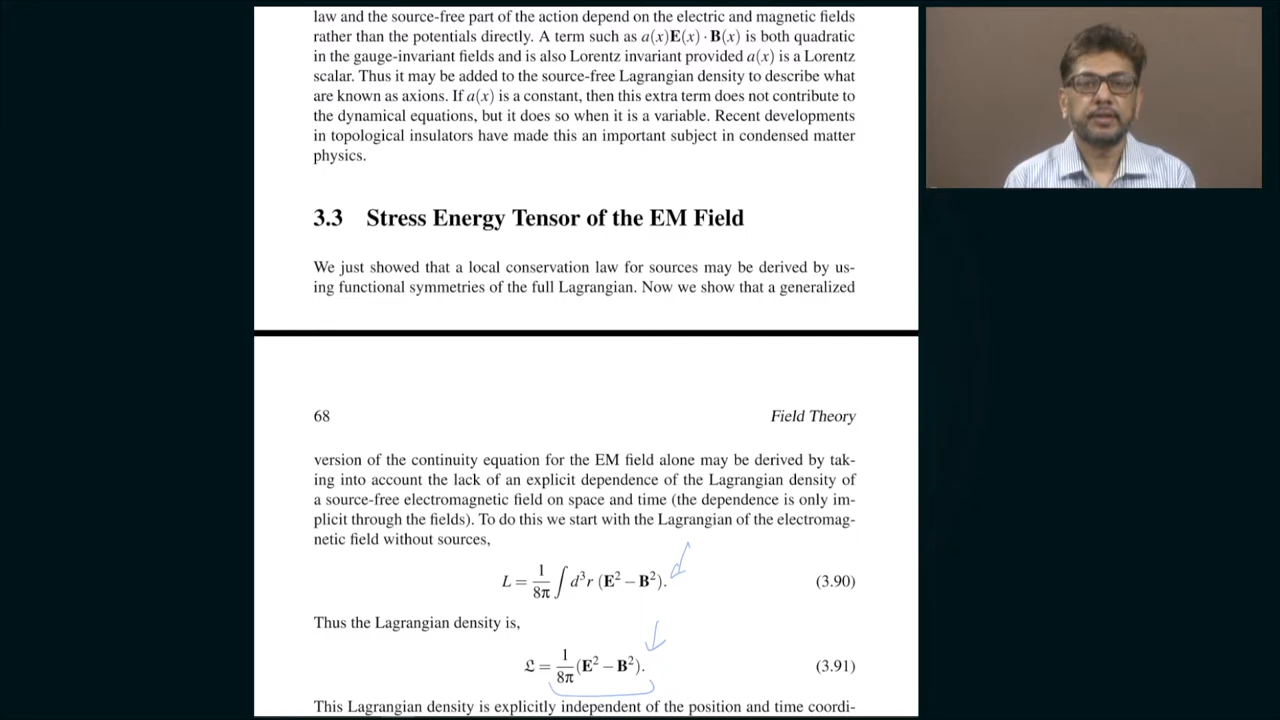 law and the source-free part of the action depend on the electric and magnetic fields
rather than the potentials directly. A term such as a(x)E(x) · B(x) is both quadratic
in the gauge-invariant fields and is also Lorentz invariant provided a(x) is a Lorentz
scalar. Thus it may be added to the source-free Lagrangian density to describe what
are known as axions. If a(x) is a constant, then this extra term does not contribute to
the dynamical equations, but it does so when it is a variable. Recent developments
in topological insulators have made this an important subject in condensed matter
physics.
3.3 Stress Energy Tensor of the EM Field
We just showed that a local conservation law for sources may be derived by us-
ing functional symmetries of the full Lagrangian. Now we show that a generalized
68 Field Theory
version of the continuity equation for the EM field alone may be derived by tak-
ing into account the lack of an explicit dependence of the Lagrangian density of
a source-free electromagnetic field on space and time (the dependence is only im-
plicit through the fields). To do this we start with the Lagrangian of the electromag-
netic field without sources,
L = 1/8π ∫ d³r (E² − B²). (3.90)
Thus the Lagrangian density is,
𝔏 = 1/8π (E² − B²). (3.91)
This Lagrangian density is explicitly independent of the position and time coordi-